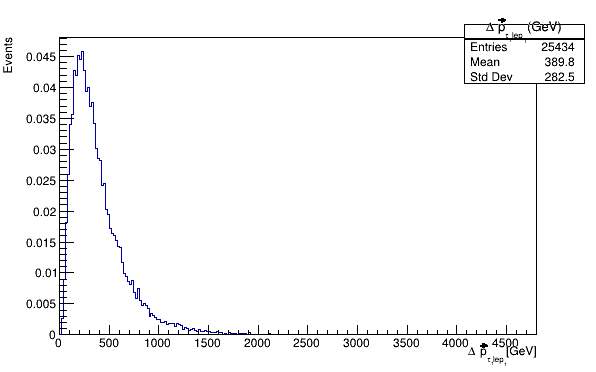 Δ p⃗τ₁lep₁ (GeV)
Entries 25434
Mean 389.8
Std Dev 282.5
Events
0.045
0.04
0.035
0.03
0.025
0.02
0.015
0.01
0.005
0
0 500 1000 1500 2000 2500 3000 3500 4000 4500
Δ p⃗τ₁lep₁[GeV]